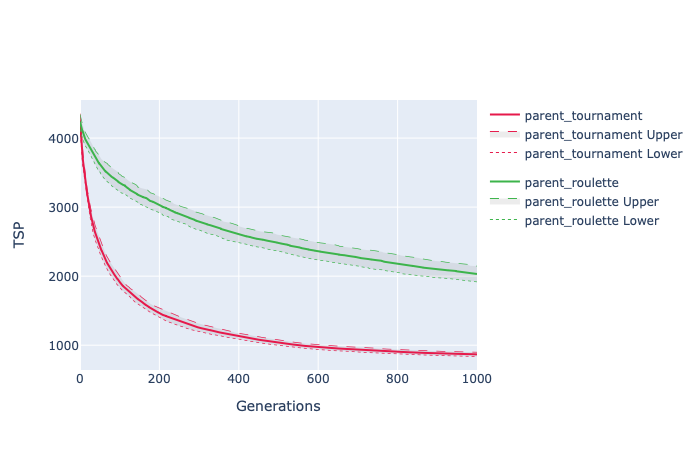 4000
3000
2000
1000
TSP
0
200
400
600
800
1000
Generations
parent_tournament
parent_tournament Upper
parent_tournament Lower
parent_roulette
parent_roulette Upper
parent_roulette Lower